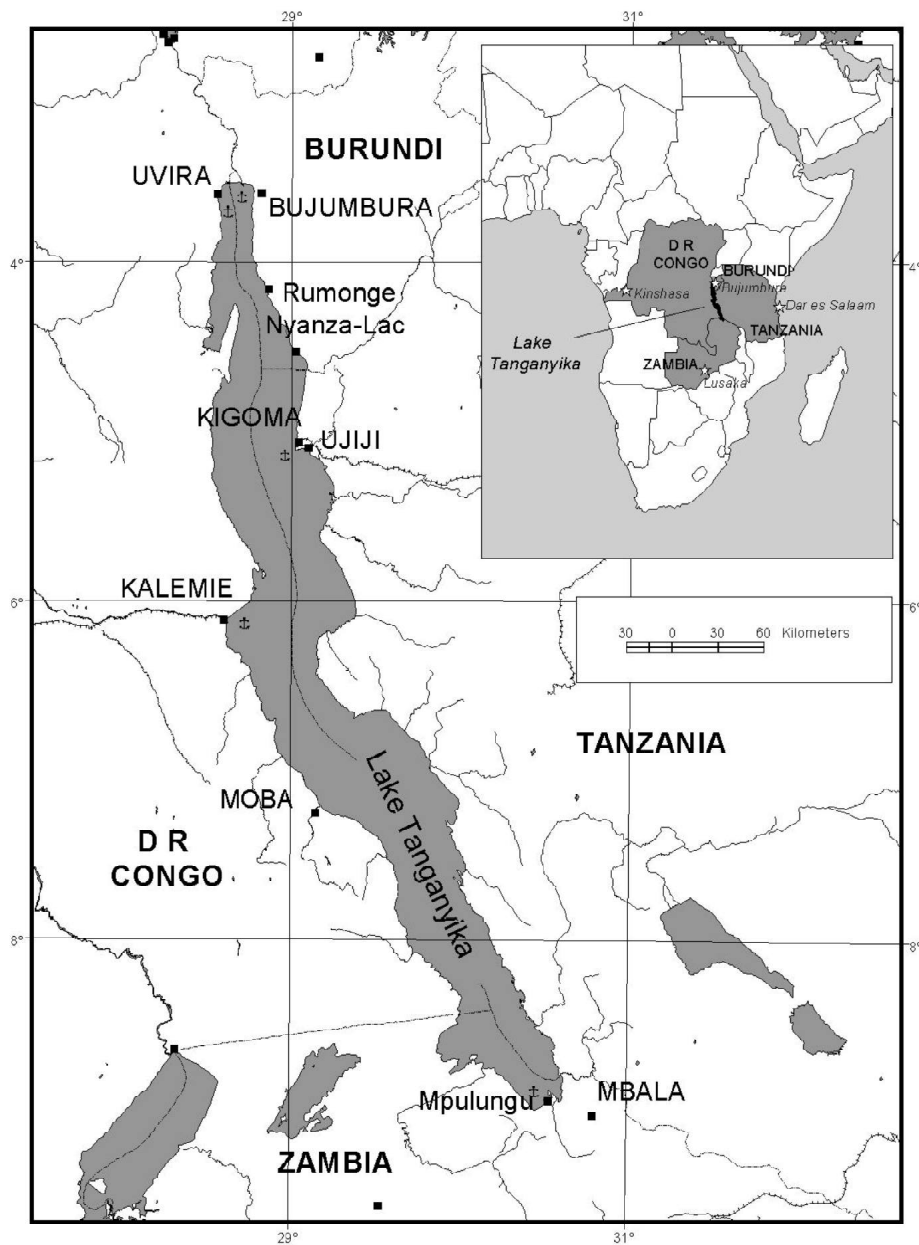 29°
31°
BURUNDI
UVIRA
BUJUMBURA
4°
4°
Rumonge
Nyanza-Lac
KIGOMA
UJIJI
KALEMIE
6°
6°
MOBA
Lake Tanganyika
TANZANIA
D R
CONGO
8°
8°
Mpulungu
MBALA
ZAMBIA
29°
31°
D R
CONGO
BURUNDI
Bujumbura
Kinshasa
Dar es Salaam
TANZANIA
Lake
Tanganyika
ZAMBIA
Lusaka
30 0 30 60 Kilometers